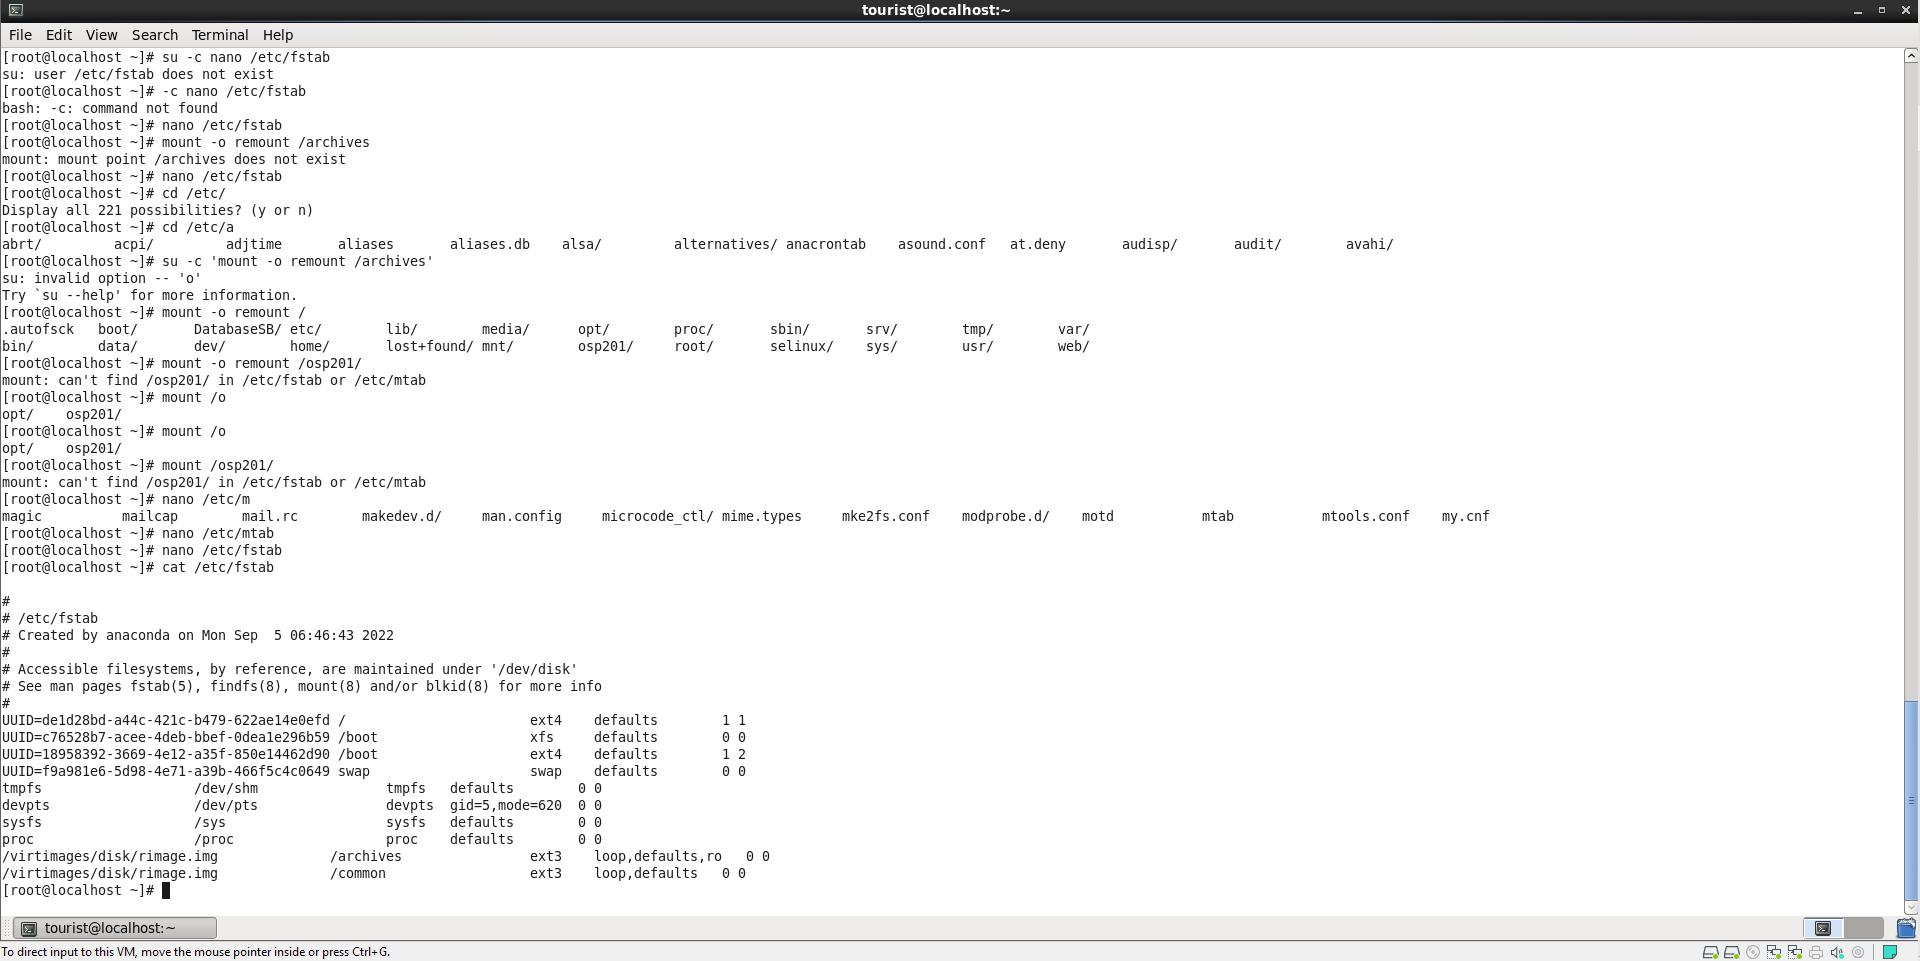 tourist@localhost:~
File Edit View Search Terminal Help
[root@localhost ~]# su -c nano /etc/fstab
su: user /etc/fstab does not exist
[root@localhost ~]# -c nano /etc/fstab
bash: -c: command not found
[root@localhost ~]# nano /etc/fstab
[root@localhost ~]# mount -o remount /archives
mount: mount point /archives does not exist
[root@localhost ~]# nano /etc/fstab
[root@localhost ~]# cd /etc/
Display all 221 possibilities? (y or n)
[root@localhost ~]# cd /etc/a
abrt/         acpi/         adjtime       aliases       aliases.db    alsa/         alternatives/ anacrontab    asound.conf   at.deny       audisp/       audit/        avahi/
[root@localhost ~]# su -c 'mount -o remount /archives'
su: invalid option -- 'o'
Try `su --help' for more information.
[root@localhost ~]# mount -o remount /
.autofsck   boot/       DatabaseSB/ etc/        lib/        media/      opt/        proc/       sbin/       srv/        tmp/        var/
bin/        data/       dev/        home/       lost+found/ mnt/        osp201/     root/       selinux/    sys/        usr/        web/
[root@localhost ~]# mount -o remount /osp201/
mount: can't find /osp201/ in /etc/fstab or /etc/mtab
[root@localhost ~]# mount /o
opt/    osp201/
[root@localhost ~]# mount /o
opt/    osp201/
[root@localhost ~]# mount /osp201/
mount: can't find /osp201/ in /etc/fstab or /etc/mtab
[root@localhost ~]# nano /etc/m
magic          mailcap        mail.rc        makedev.d/     man.config     microcode_ctl/ mime.types     mke2fs.conf    modprobe.d/    motd           mtab           mtools.conf    my.cnf
[root@localhost ~]# nano /etc/mtab
[root@localhost ~]# nano /etc/fstab
[root@localhost ~]# cat /etc/fstab
#
# /etc/fstab
# Created by anaconda on Mon Sep  5 06:46:43 2022
#
# Accessible filesystems, by reference, are maintained under '/dev/disk'
# See man pages fstab(5), findfs(8), mount(8) and/or blkid(8) for more info
#
UUID=de1d28bd-a44c-421c-b479-622ae14e0efd /                       ext4    defaults        1 1
UUID=c76528b7-acee-4deb-bbef-0dea1e296b59 /boot                   xfs     defaults        0 0
UUID=18958392-3669-4e12-a35f-850e14462d90 /boot                   ext4    defaults        1 2
UUID=f9a981e6-5d98-4e71-a39b-466f5c4c0649 swap                    swap    defaults        0 0
tmpfs                   /dev/shm                tmpfs   defaults        0 0
devpts                  /dev/pts                devpts  gid=5,mode=620  0 0
sysfs                   /sys                    sysfs   defaults        0 0
proc                    /proc                   proc    defaults        0 0
/virtimages/disk/rimage.img              /archives                ext3    loop,defaults,ro   0 0
/virtimages/disk/rimage.img              /common                  ext3    loop,defaults   0 0
[root@localhost ~]#
tourist@localhost:~
To direct input to this VM, move the mouse pointer inside or press Ctrl+G.